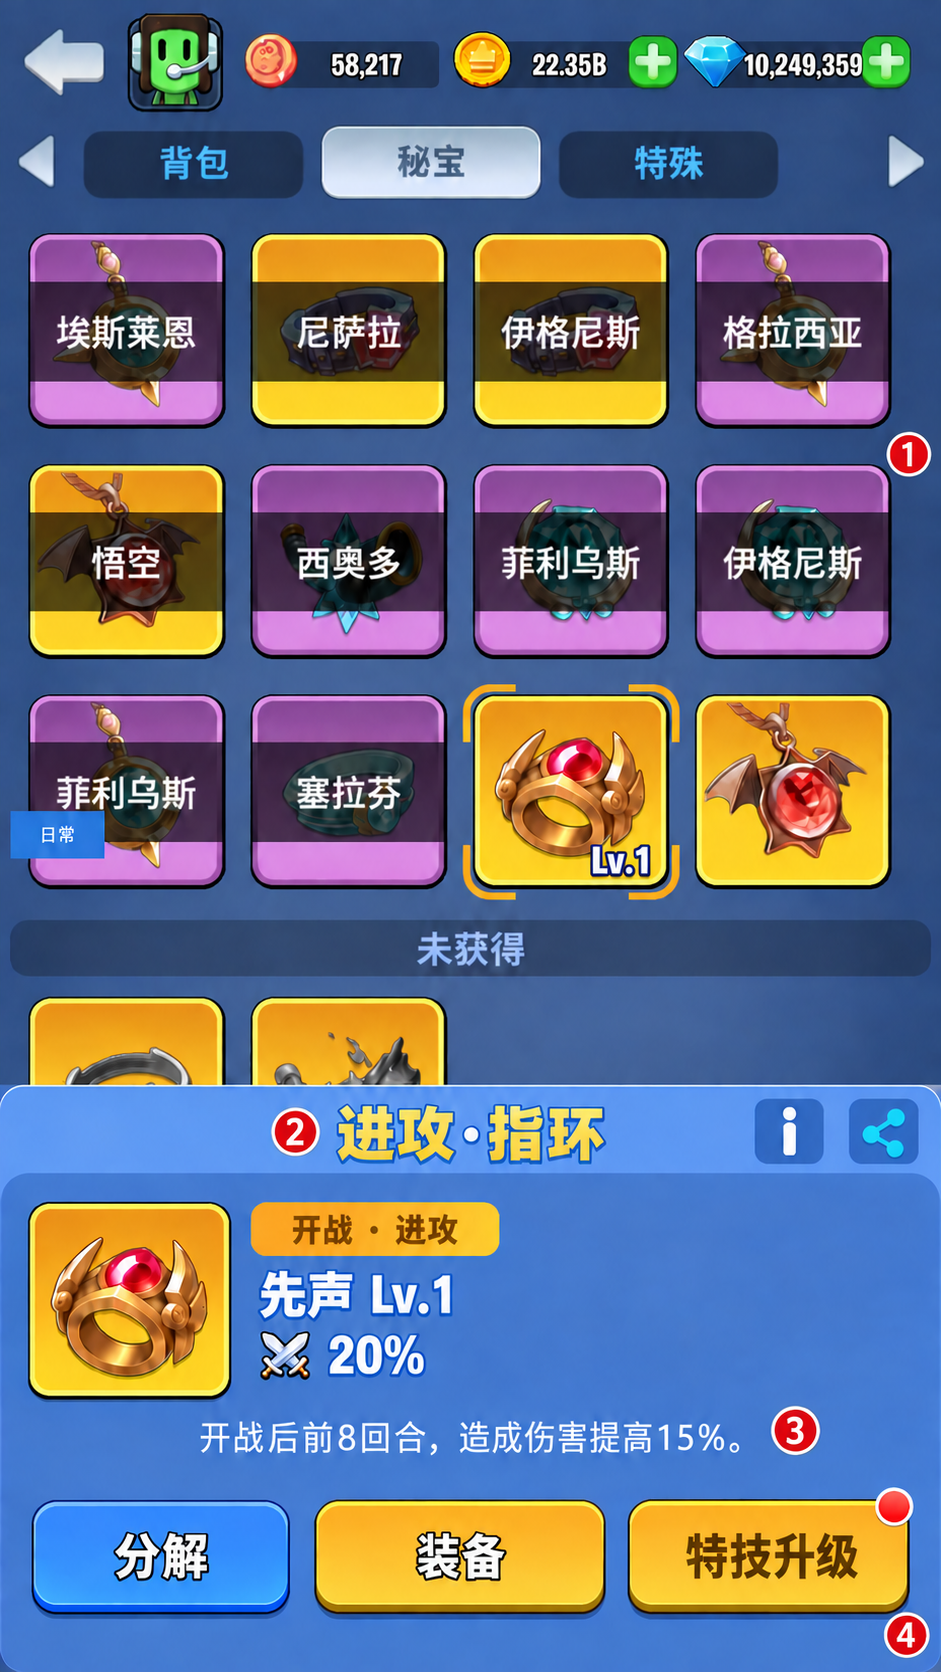 58,217 22.35B 10,249,359
背包 秘宝 特殊
埃斯莱恩 尼萨拉 伊格尼斯 格拉西亚
1
悟空 西奥多 菲利乌斯 伊格尼斯
菲利乌斯 塞拉芬
日常
Lv.1
未获得
2 进攻·指环
开战·进攻
先声 Lv.1
20%
开战后前8回合，造成伤害提高15%。 3
分解 装备 特技升级
4